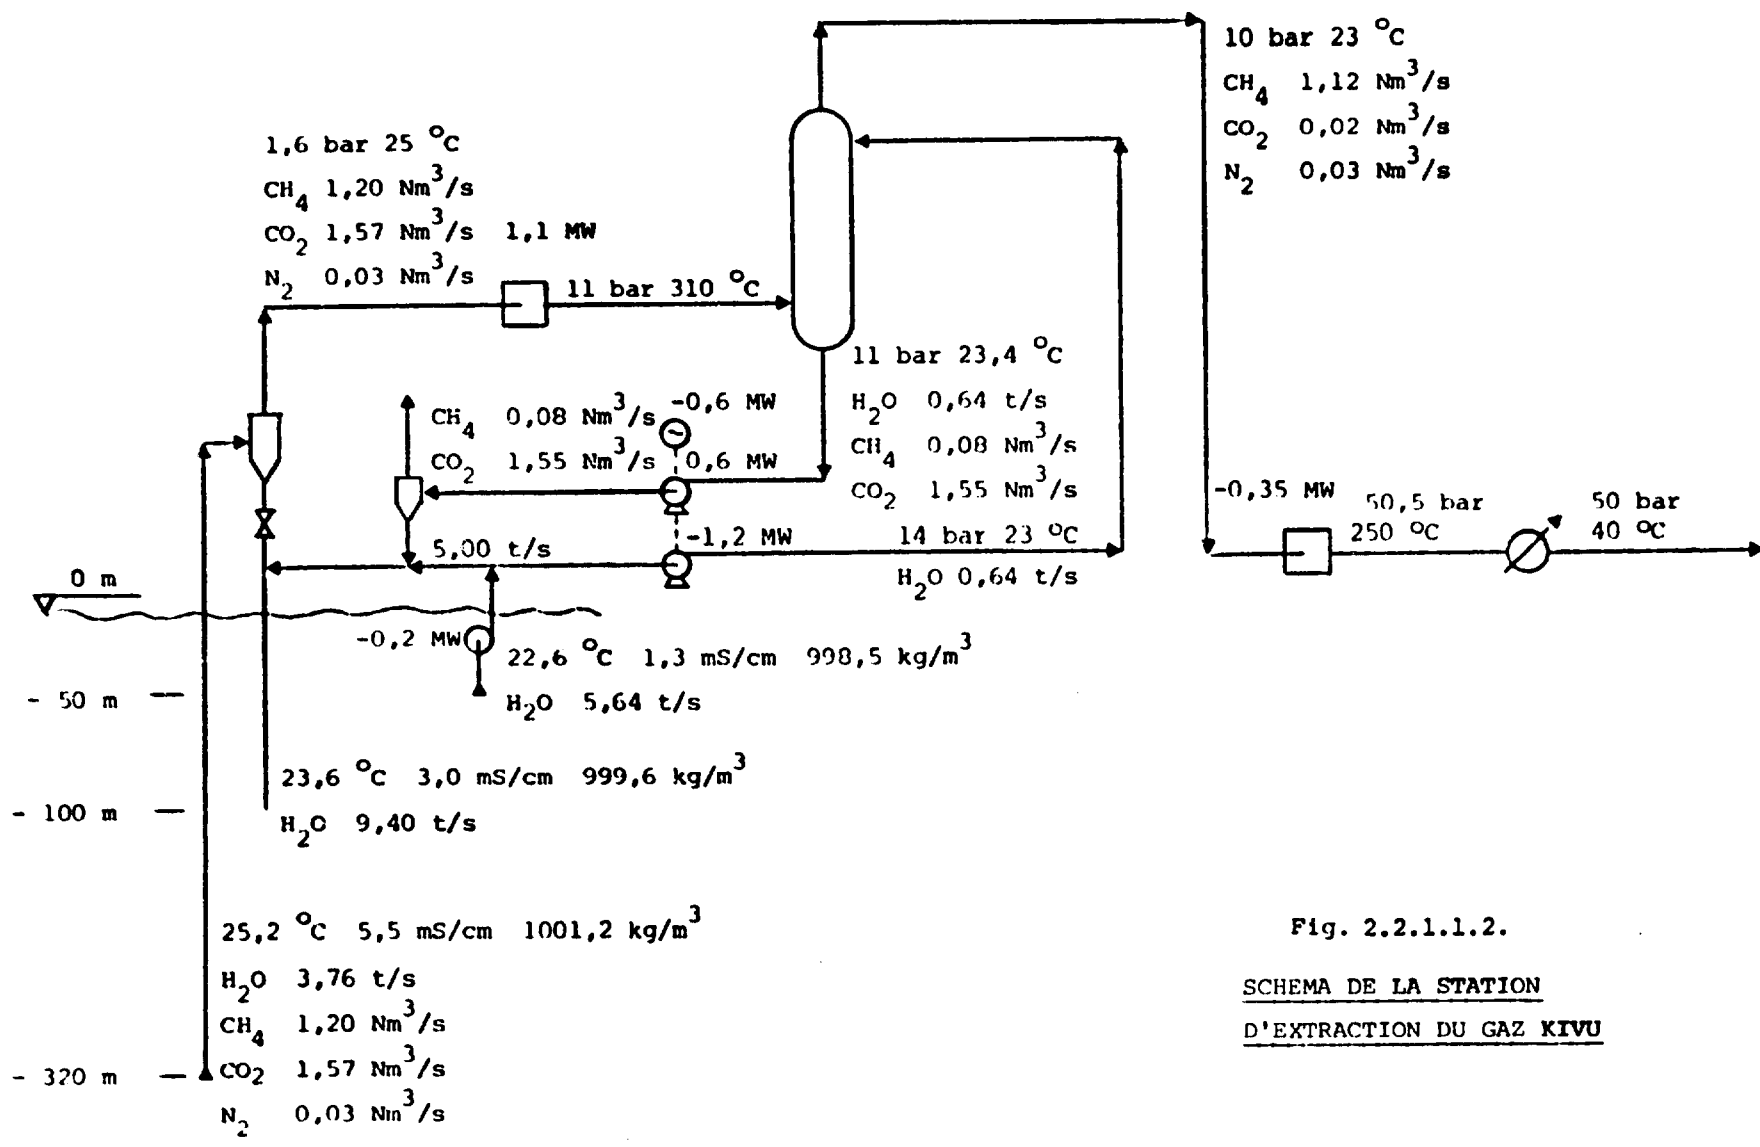 10 bar 23 °C
CH4 1,12 Nm3/s
CO2 0,02 Nm3/s
N2 0,03 Nm3/s
1,6 bar 25 °C
CH4 1,20 Nm3/s
CO2 1,57 Nm3/s 1,1 MW
N2 0,03 Nm3/s
11 bar 310 °C
11 bar 23,4 °C
H2O 0,64 t/s
CH4 0,08 Nm3/s
CO2 1,55 Nm3/s
CH4 0,08 Nm3/s
CO2 1,55 Nm3/s
-0,6 MW
~
0,6 MW
-1,2 MW
14 bar 23 °C
H2O 0,64 t/s
5,00 t/s
-0,35 MW
50,5 bar
250 °C
50 bar
40 °C
0 m
-0,2 MW
22,6 °C 1,3 mS/cm 998,5 kg/m3
H2O 5,64 t/s
- 50 m
23,6 °C 3,0 mS/cm 999,6 kg/m3
- 100 m
H2O 9,40 t/s
25,2 °C 5,5 mS/cm 1001,2 kg/m3
H2O 3,76 t/s
CH4 1,20 Nm3/s
CO2 1,57 Nm3/s
N2 0,03 Nm3/s
- 320 m
Fig. 2.2.1.1.2.
SCHEMA DE LA STATION
D'EXTRACTION DU GAZ KIVU